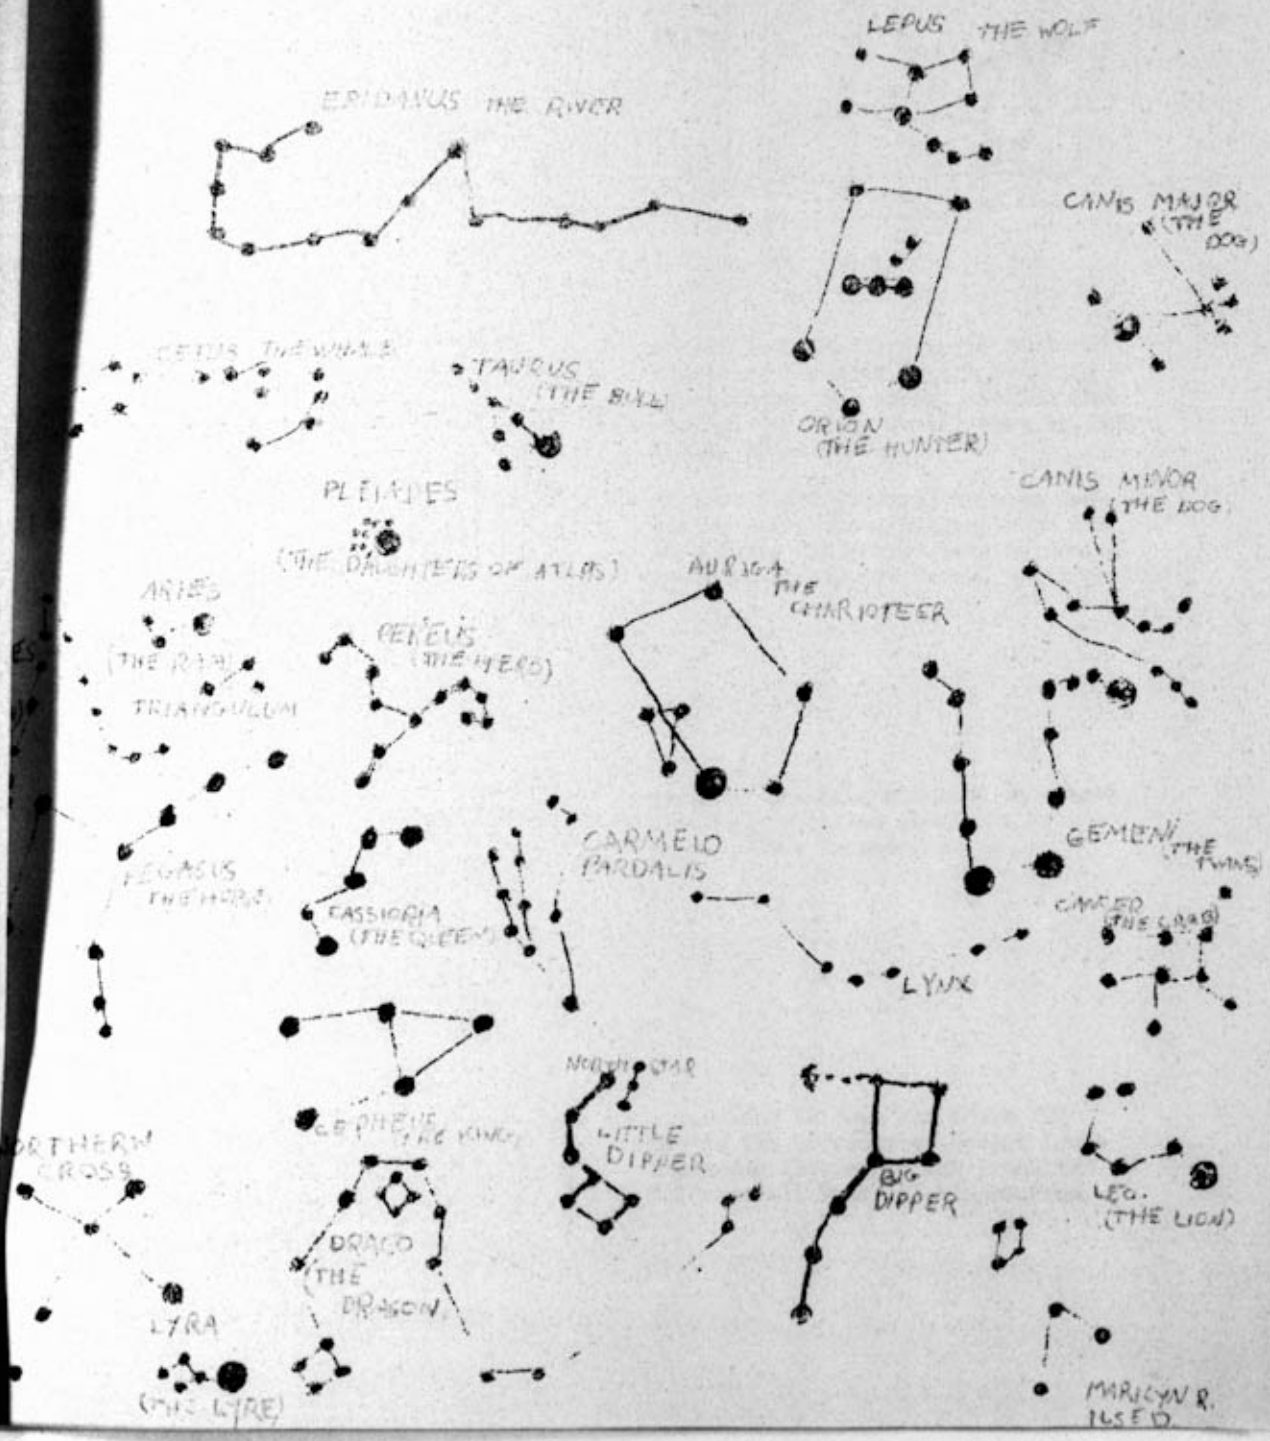 LEPUS THE WOLF
ERIDANUS THE RIVER
CANIS MAJOR
(THE
DOG)
CETUS THE WHALE
TAURUS
(THE BULL)
ORION
(THE HUNTER)
CANIS MINOR
(THE DOG.
PLEIADES
(THE DAUGHTERS OF ATLAS)
AURIGA
THE
CHARIOTEER
ARIES
(THE RAM)
(THE HERO)
TRIANGULUM
CARMELO
PARDALIS
GEMENI
(THE
TWINS)
PEGASUS
THE HORSE
CASSIOPIA
(THE QUEEN)
CANCER
(THE CRAB)
LYNX
NORTH STAR
CEPHEUS
THE KING
LITTLE
DIPPER
NORTHERN
CROSS
BIG
DIPPER
LEO.
(THE LION)
DRACO
(THE
DRAGON.
LYRA
(THE LYRE)
MARILYN R.